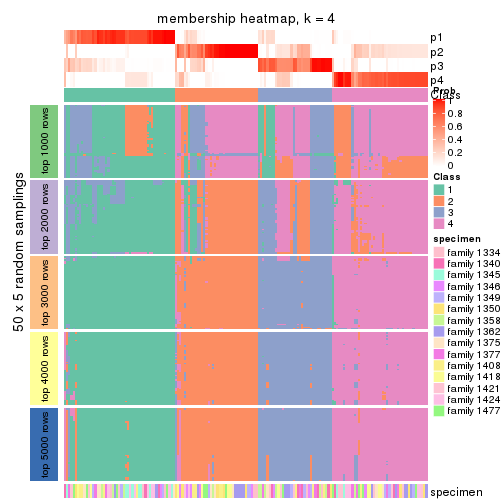 membership heatmap, k = 4
p1
p2
p3
p4
Class
Prob
1
0.8
0.6
0.4
0.2
0
Class
1
2
3
4
specimen
family 1334
family 1340
family 1345
family 1346
family 1349
family 1350
family 1358
family 1362
family 1375
family 1377
family 1408
family 1418
family 1421
family 1424
family 1477
50 x 5 random samplings
top 1000 rows
top 2000 rows
top 3000 rows
top 4000 rows
top 5000 rows
specimen